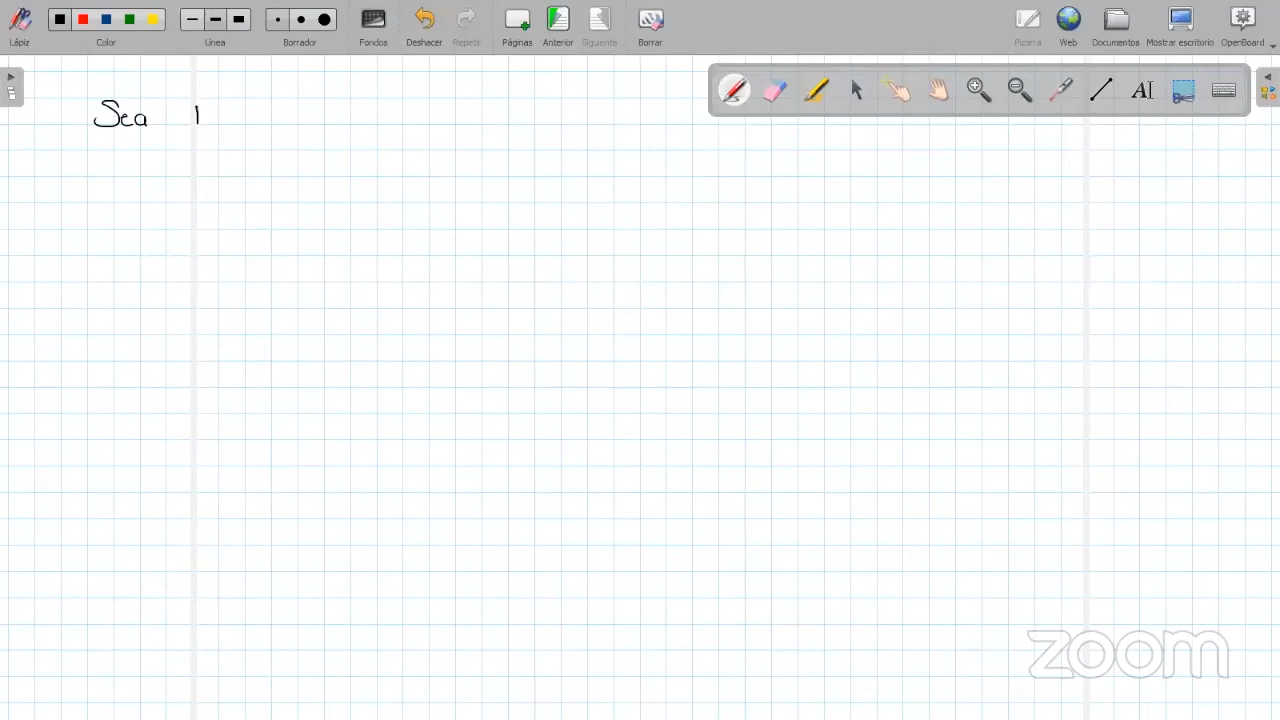 Lápiz Color Línea Borrador Fondos Deshacer Repetir Páginas Anterior Siguiente Borrar Pizarra Web Documentos Mostrar escritorio OpenBoard
AI
Sea
zoom